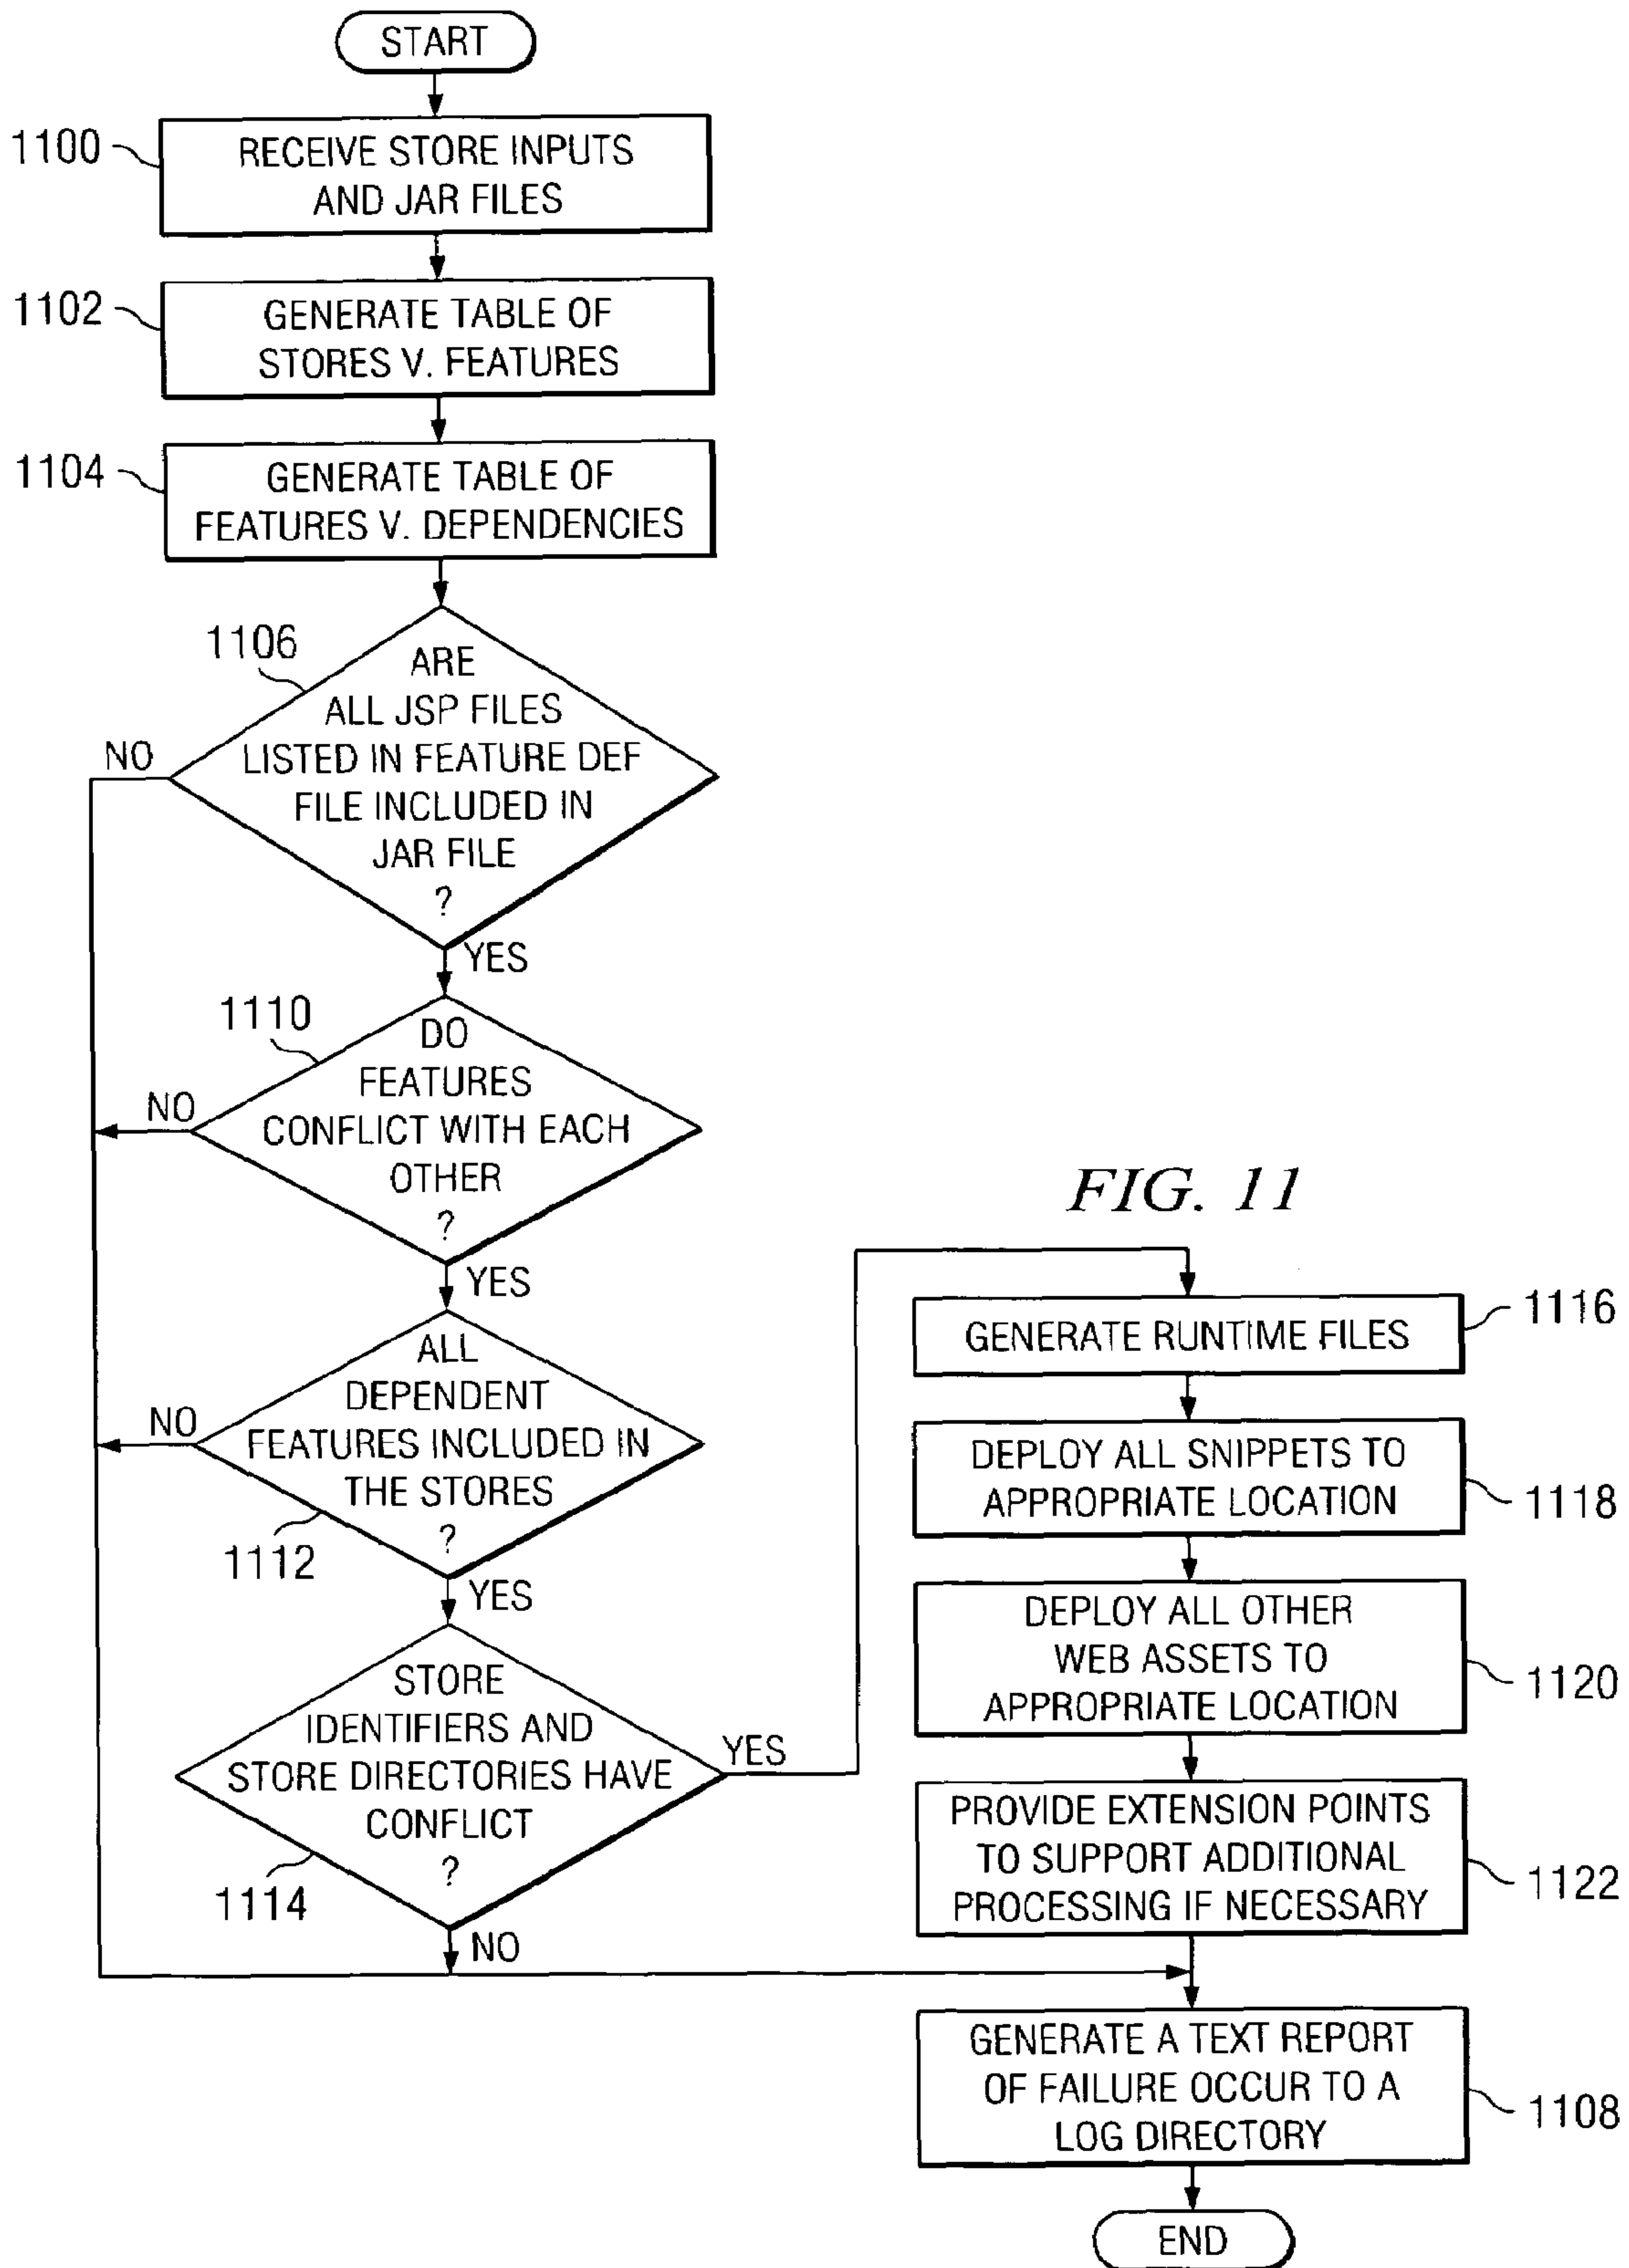 START
1100
RECEIVE STORE INPUTS
AND JAR FILES
1102
GENERATE TABLE OF
STORES V. FEATURES
1104
GENERATE TABLE OF
FEATURES V. DEPENDENCIES
1106
ARE
ALL JSP FILES
LISTED IN FEATURE DEF
FILE INCLUDED IN
JAR FILE
?
NO
YES
1110
DO
FEATURES
CONFLICT WITH EACH
OTHER
?
NO
YES
ALL
DEPENDENT
FEATURES INCLUDED IN
THE STORES
?
NO
1112
YES
STORE
IDENTIFIERS AND
STORE DIRECTORIES HAVE
CONFLICT
?
YES
1114
NO
FIG. 11
GENERATE RUNTIME FILES
1116
DEPLOY ALL SNIPPETS TO
APPROPRIATE LOCATION
1118
DEPLOY ALL OTHER
WEB ASSETS TO
APPROPRIATE LOCATION
1120
PROVIDE EXTENSION POINTS
TO SUPPORT ADDITIONAL
PROCESSING IF NECESSARY
1122
GENERATE A TEXT REPORT
OF FAILURE OCCUR TO A
LOG DIRECTORY
1108
END